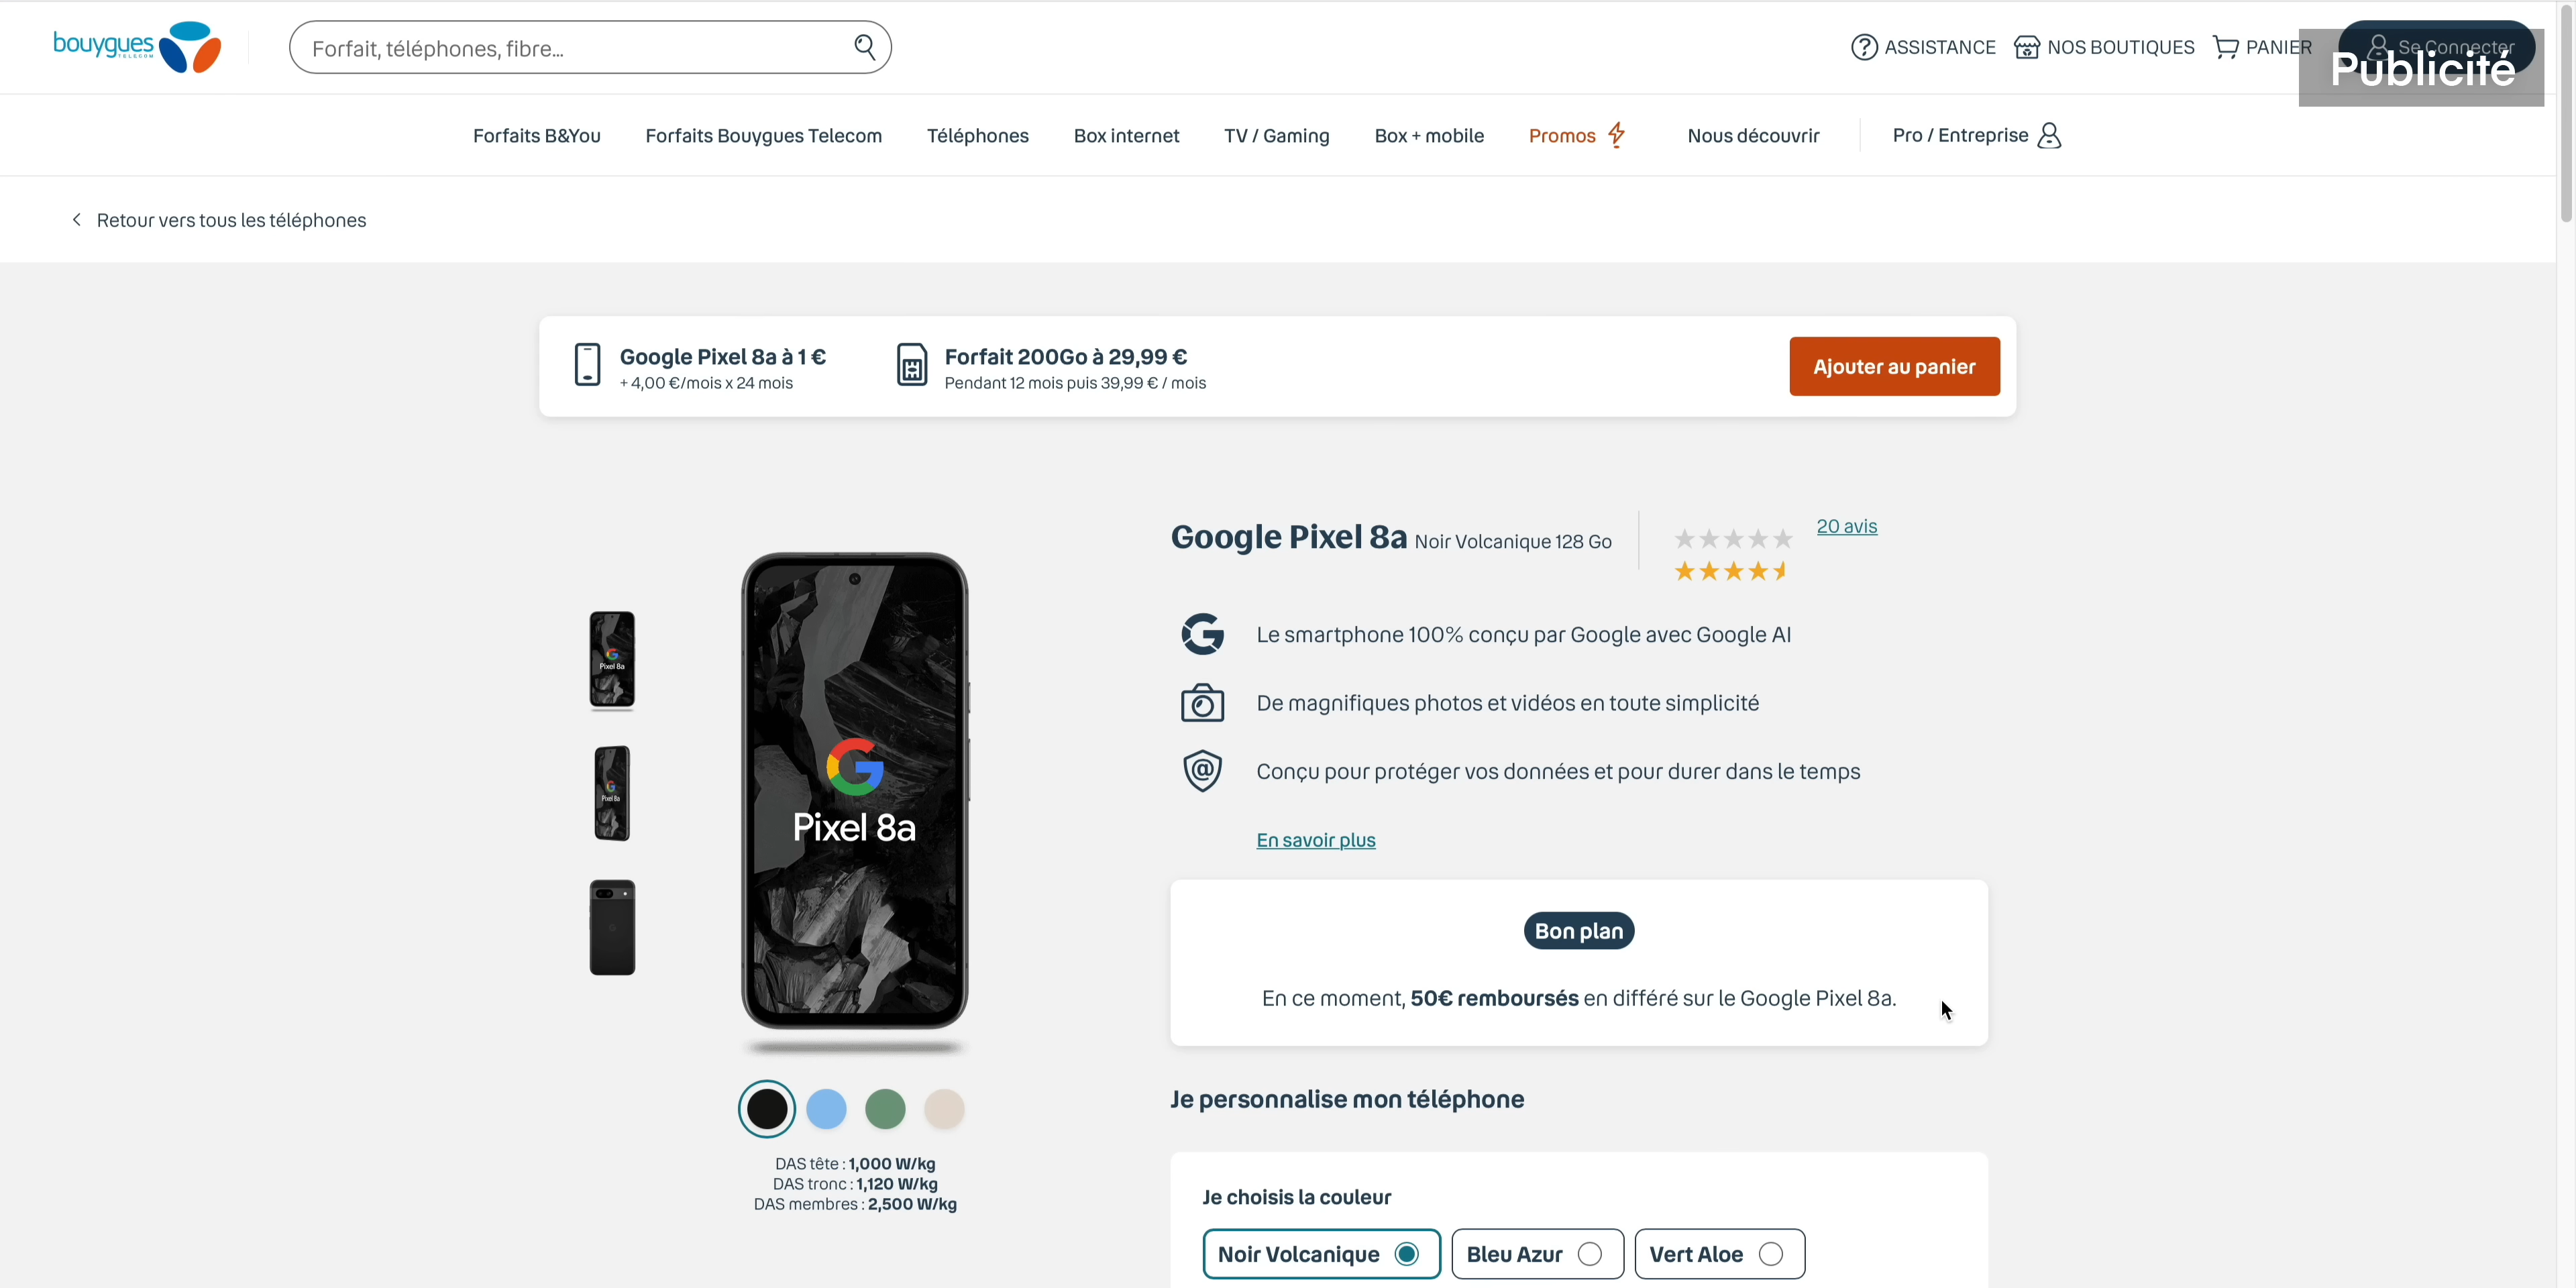 bouygues
TELECOM
Forfait, téléphones, fibre...
ASSISTANCE
NOS BOUTIQUES
PANIER
Se Connecter
Publicité
Forfaits B&You
Forfaits Bouygues Telecom
Téléphones
Box internet
TV / Gaming
Box + mobile
Promos
Nous découvrir
Pro / Entreprise
Retour vers tous les téléphones
Google Pixel 8a à 1 €
+ 4,00 €/mois x 24 mois
Forfait 200Go à 29,99 €
Pendant 12 mois puis 39,99 € / mois
Ajouter au panier
Google Pixel 8a Noir Volcanique 128 Go
20 avis
Le smartphone 100% conçu par Google avec Google AI
De magnifiques photos et vidéos en toute simplicité
Conçu pour protéger vos données et pour durer dans le temps
En savoir plus
Pixel 8a
Pixel 8a
Pixel 8a
Bon plan
En ce moment, 50€ remboursés en différé sur le Google Pixel 8a.
DAS tête : 1,000 W/kg
DAS tronc : 1,120 W/kg
DAS membres : 2,500 W/kg
Je personnalise mon téléphone
Je choisis la couleur
Noir Volcanique
Bleu Azur
Vert Aloe